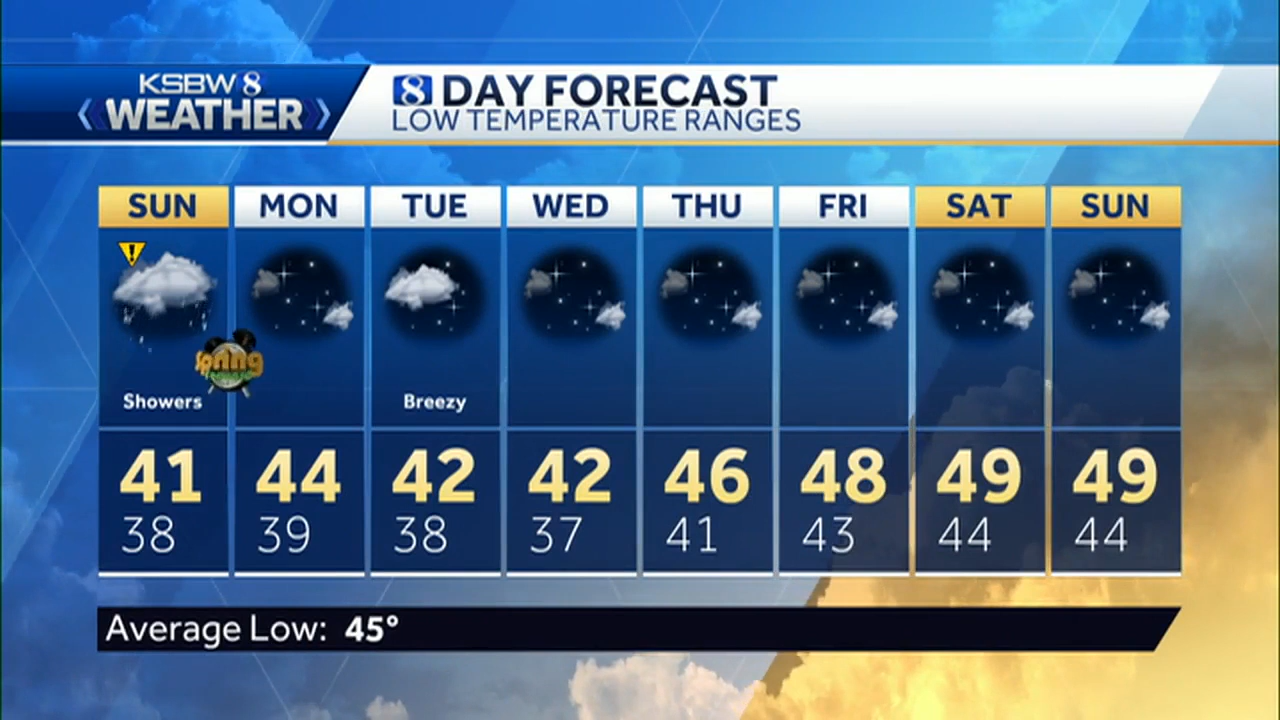 KSBW 8
WEATHER
8 DAY FORECAST
LOW TEMPERATURE RANGES
SUN MON TUE WED THU FRI SAT SUN
!
Spring
Showers Breezy
41 44 42 42 46 48 49 49
38 39 38 37 41 43 44 44
Average Low: 45°